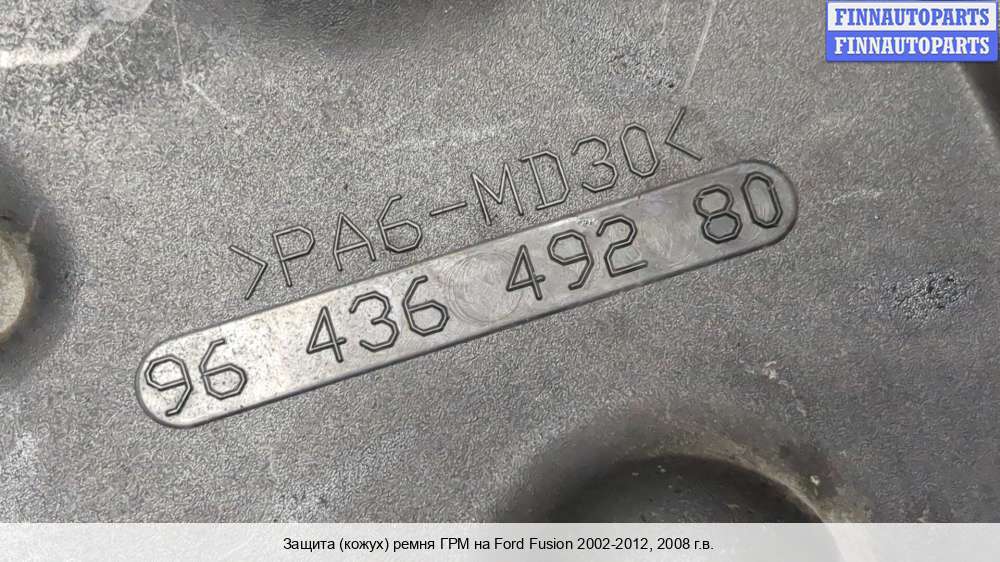 FINNAUTOPARTS
FINNAUTOPARTS
>PA6-MD30<
96 436 492 80
Защита (кожух) ремня ГРМ на Ford Fusion 2002-2012, 2008 г.в.